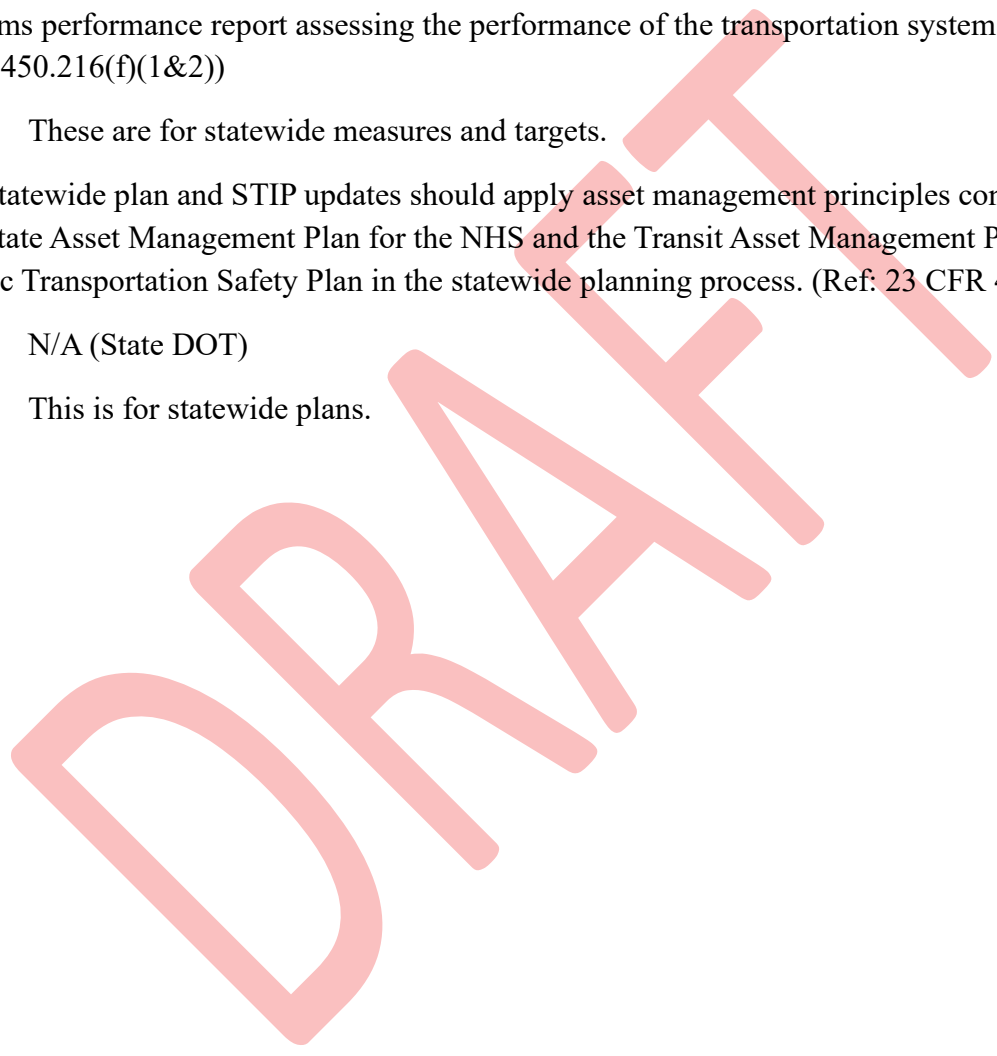 ms performance report assessing the performance of the transportation system
450.216(f)(1&2))
These are for statewide measures and targets.
tatewide plan and STIP updates should apply asset management principles con
tate Asset Management Plan for the NHS and the Transit Asset Management P
c Transportation Safety Plan in the statewide planning process. (Ref: 23 CFR
N/A (State DOT)
This is for statewide plans.
DRAFT